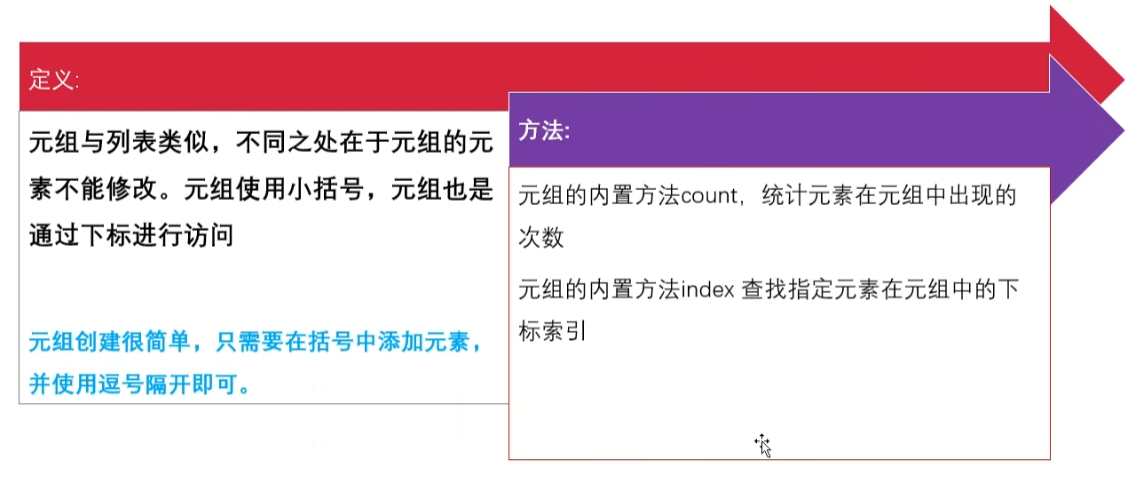 定义:
元组与列表类似，不同之处在于元组的元
素不能修改。元组使用小括号，元组也是
通过下标进行访问
元组创建很简单，只需要在括号中添加元素，
并使用逗号隔开即可。
方法:
元组的内置方法count，统计元素在元组中出现的
次数
元组的内置方法index 查找指定元素在元组中的下
标索引